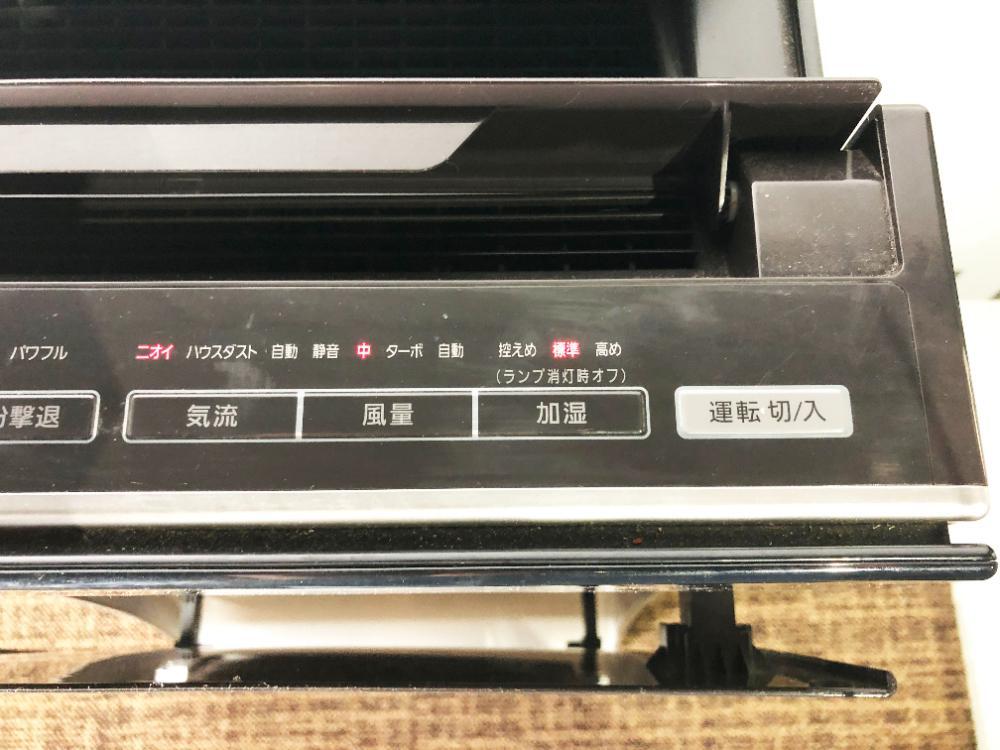 パワフル ニオイ ハウスダスト 自動 静音 中 ターボ 自動 控えめ 標準 高め
(ランプ消灯時オフ)
撃退 気流 風量 加湿 運転 切/入